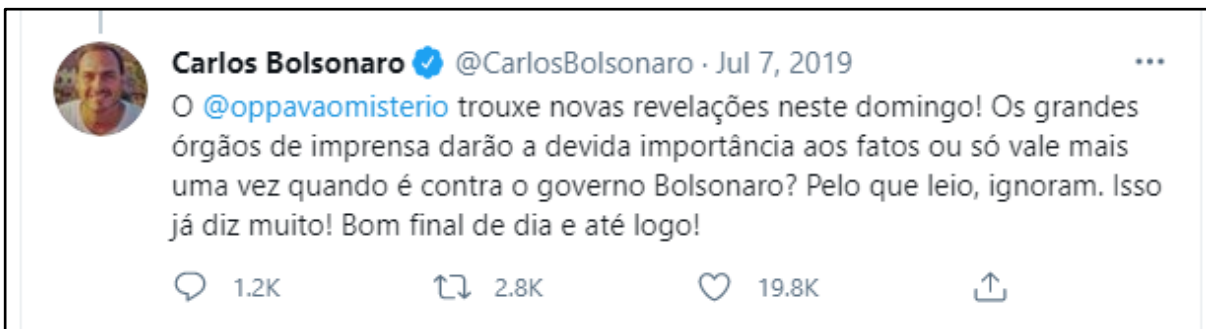 Carlos Bolsonaro @CarlosBolsonaro · Jul 7, 2019
O @oppavaomisterio trouxe novas revelações neste domingo! Os grandes
órgãos de imprensa darão a devida importância aos fatos ou só vale mais
uma vez quando é contra o governo Bolsonaro? Pelo que leio, ignoram. Isso
já diz muito! Bom final de dia e até logo!
1.2K 2.8K 19.8K